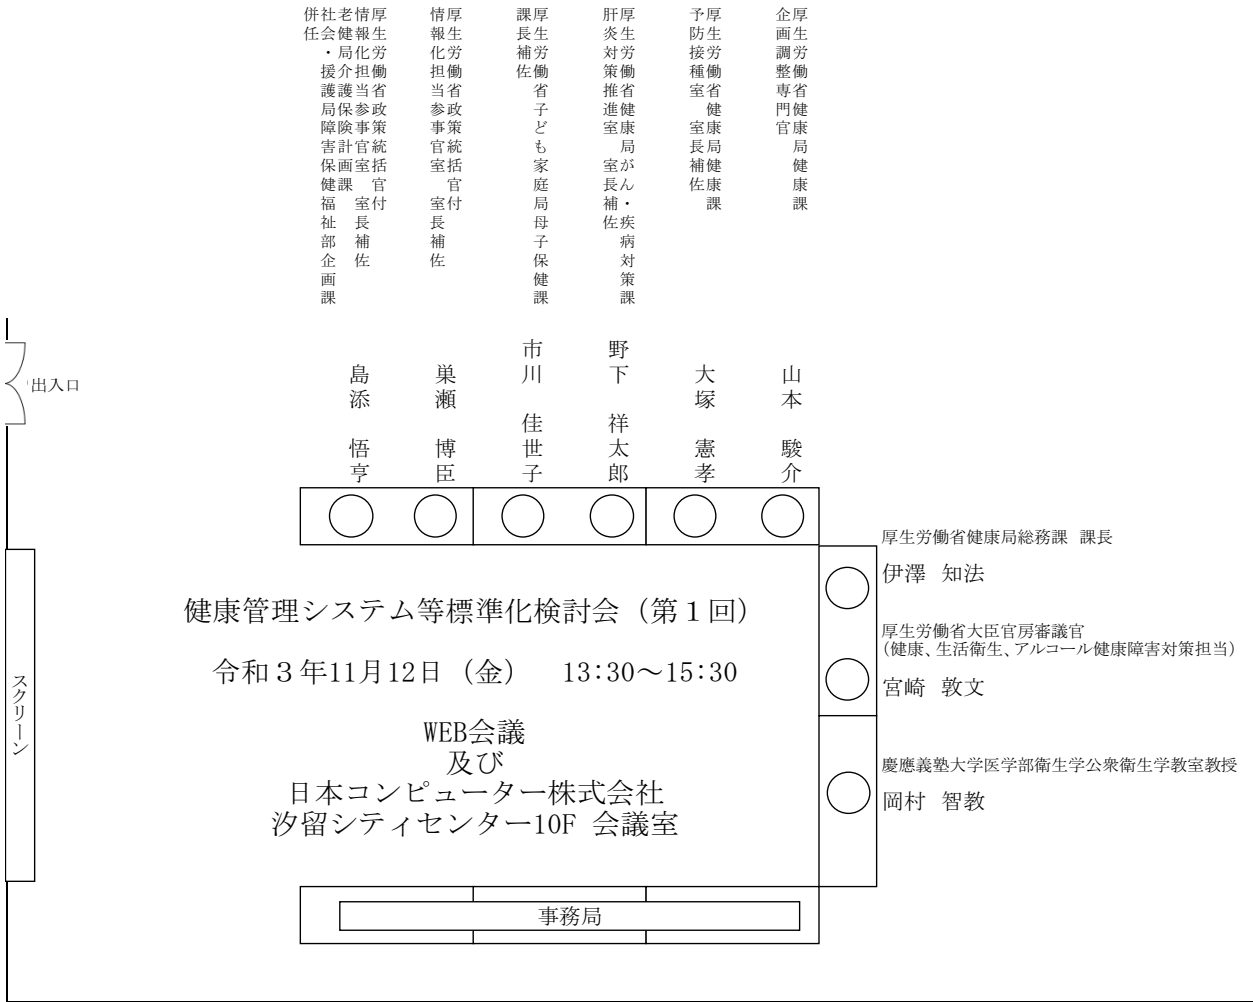 厚生労働省健康局健康課
企画調整専門官
山本 駿介
厚生労働省健康局健康課
予防接種室 室長補佐
大塚 憲孝
厚生労働省健康局がん・疾病対策課
肝炎対策推進室 室長補佐
野下 祥太郎
厚生労働省子ども家庭局母子保健課
課長補佐
市川 佳世子
厚生労働省政策統括官付
情報化担当参事官室 室長補佐
巣瀬 博臣
厚生労働省政策統括官付
情報化担当参事官室 室長補佐
老健局介護保険計画課
社会・援護局障害保健福祉部企画課
併任
島添 悟亨
出入口
スクリーン
健康管理システム等標準化検討会（第１回）
令和３年11月12日（金） 13:30～15:30
WEB会議
及び
日本コンピューター株式会社
汐留シティセンター10F 会議室
厚生労働省健康局総務課 課長
伊澤 知法
厚生労働省大臣官房審議官
（健康、生活衛生、アルコール健康障害対策担当）
宮崎 敦文
慶應義塾大学医学部衛生学公衆衛生学教室教授
岡村 智教
事務局